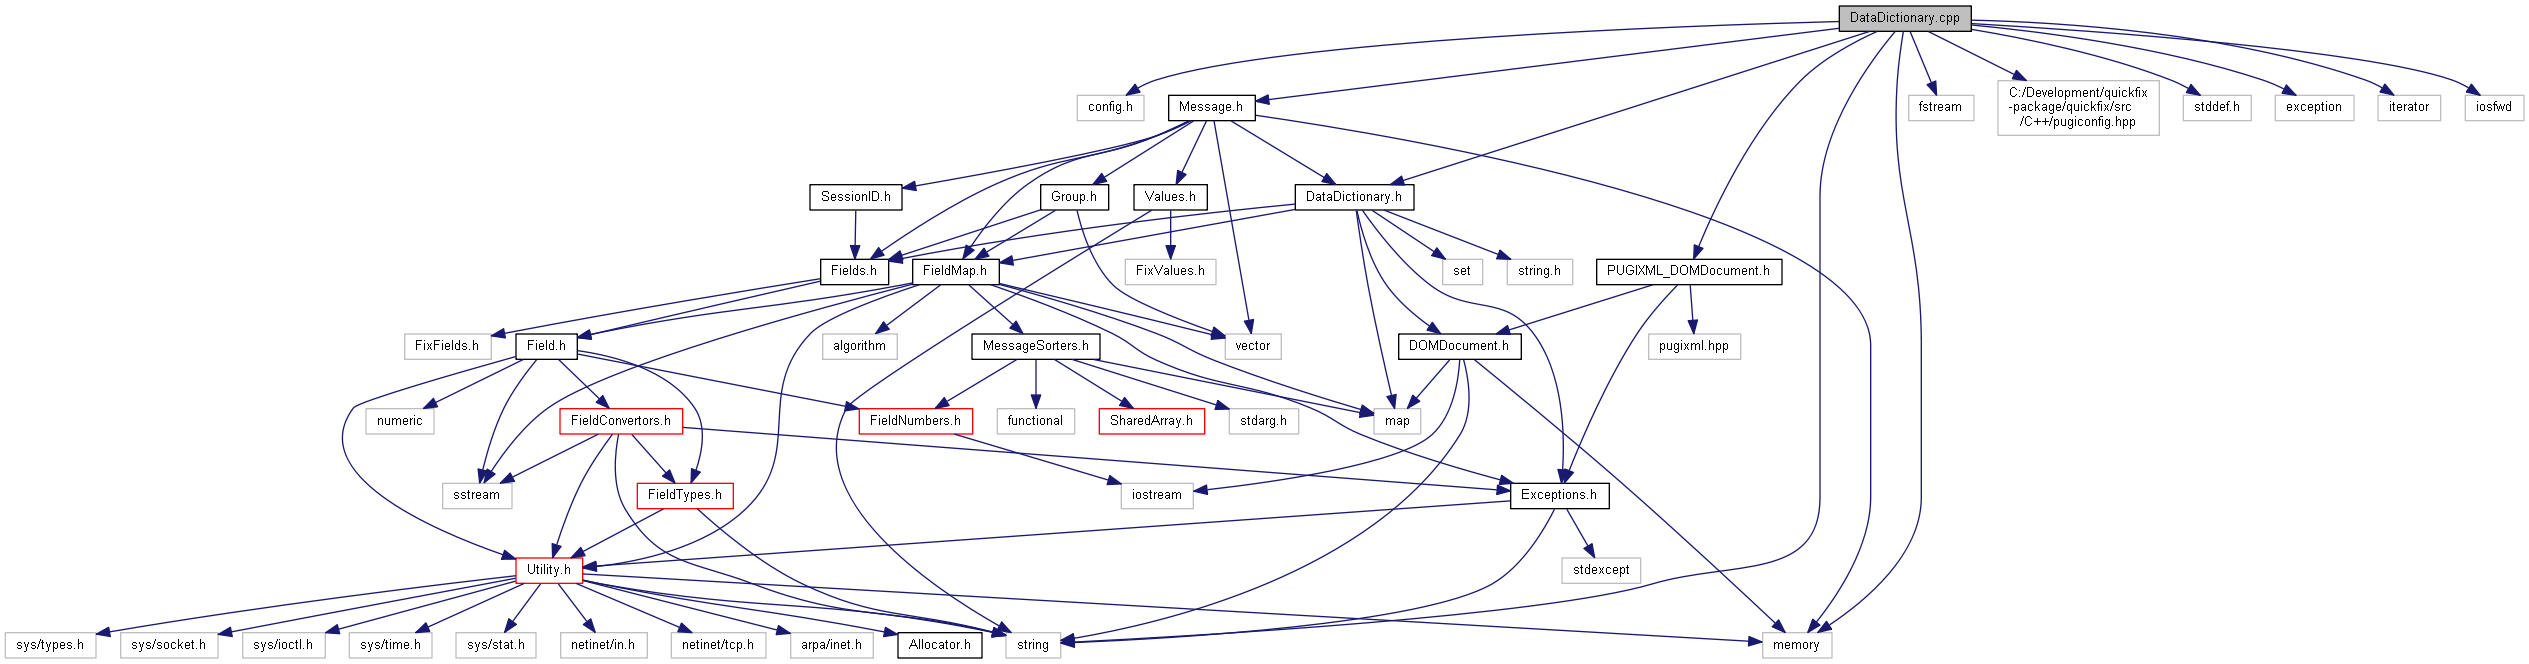 DataDictionary.cpp
config.h
Message.h
fstream
C:/Development/quickfix
-package/quickfix/src
/C++/pugiconfig.hpp
stddef.h
exception
iterator
iosfwd
SessionID.h
Group.h
Values.h
DataDictionary.h
Fields.h
FieldMap.h
FixValues.h
set
string.h
PUGIXML_DOMDocument.h
FixFields.h
Field.h
algorithm
MessageSorters.h
vector
DOMDocument.h
pugixml.hpp
numeric
FieldConvertors.h
FieldNumbers.h
functional
SharedArray.h
stdarg.h
map
sstream
FieldTypes.h
iostream
Exceptions.h
Utility.h
stdexcept
sys/types.h
sys/socket.h
sys/ioctl.h
sys/time.h
sys/stat.h
netinet/in.h
netinet/tcp.h
arpa/inet.h
Allocator.h
string
memory